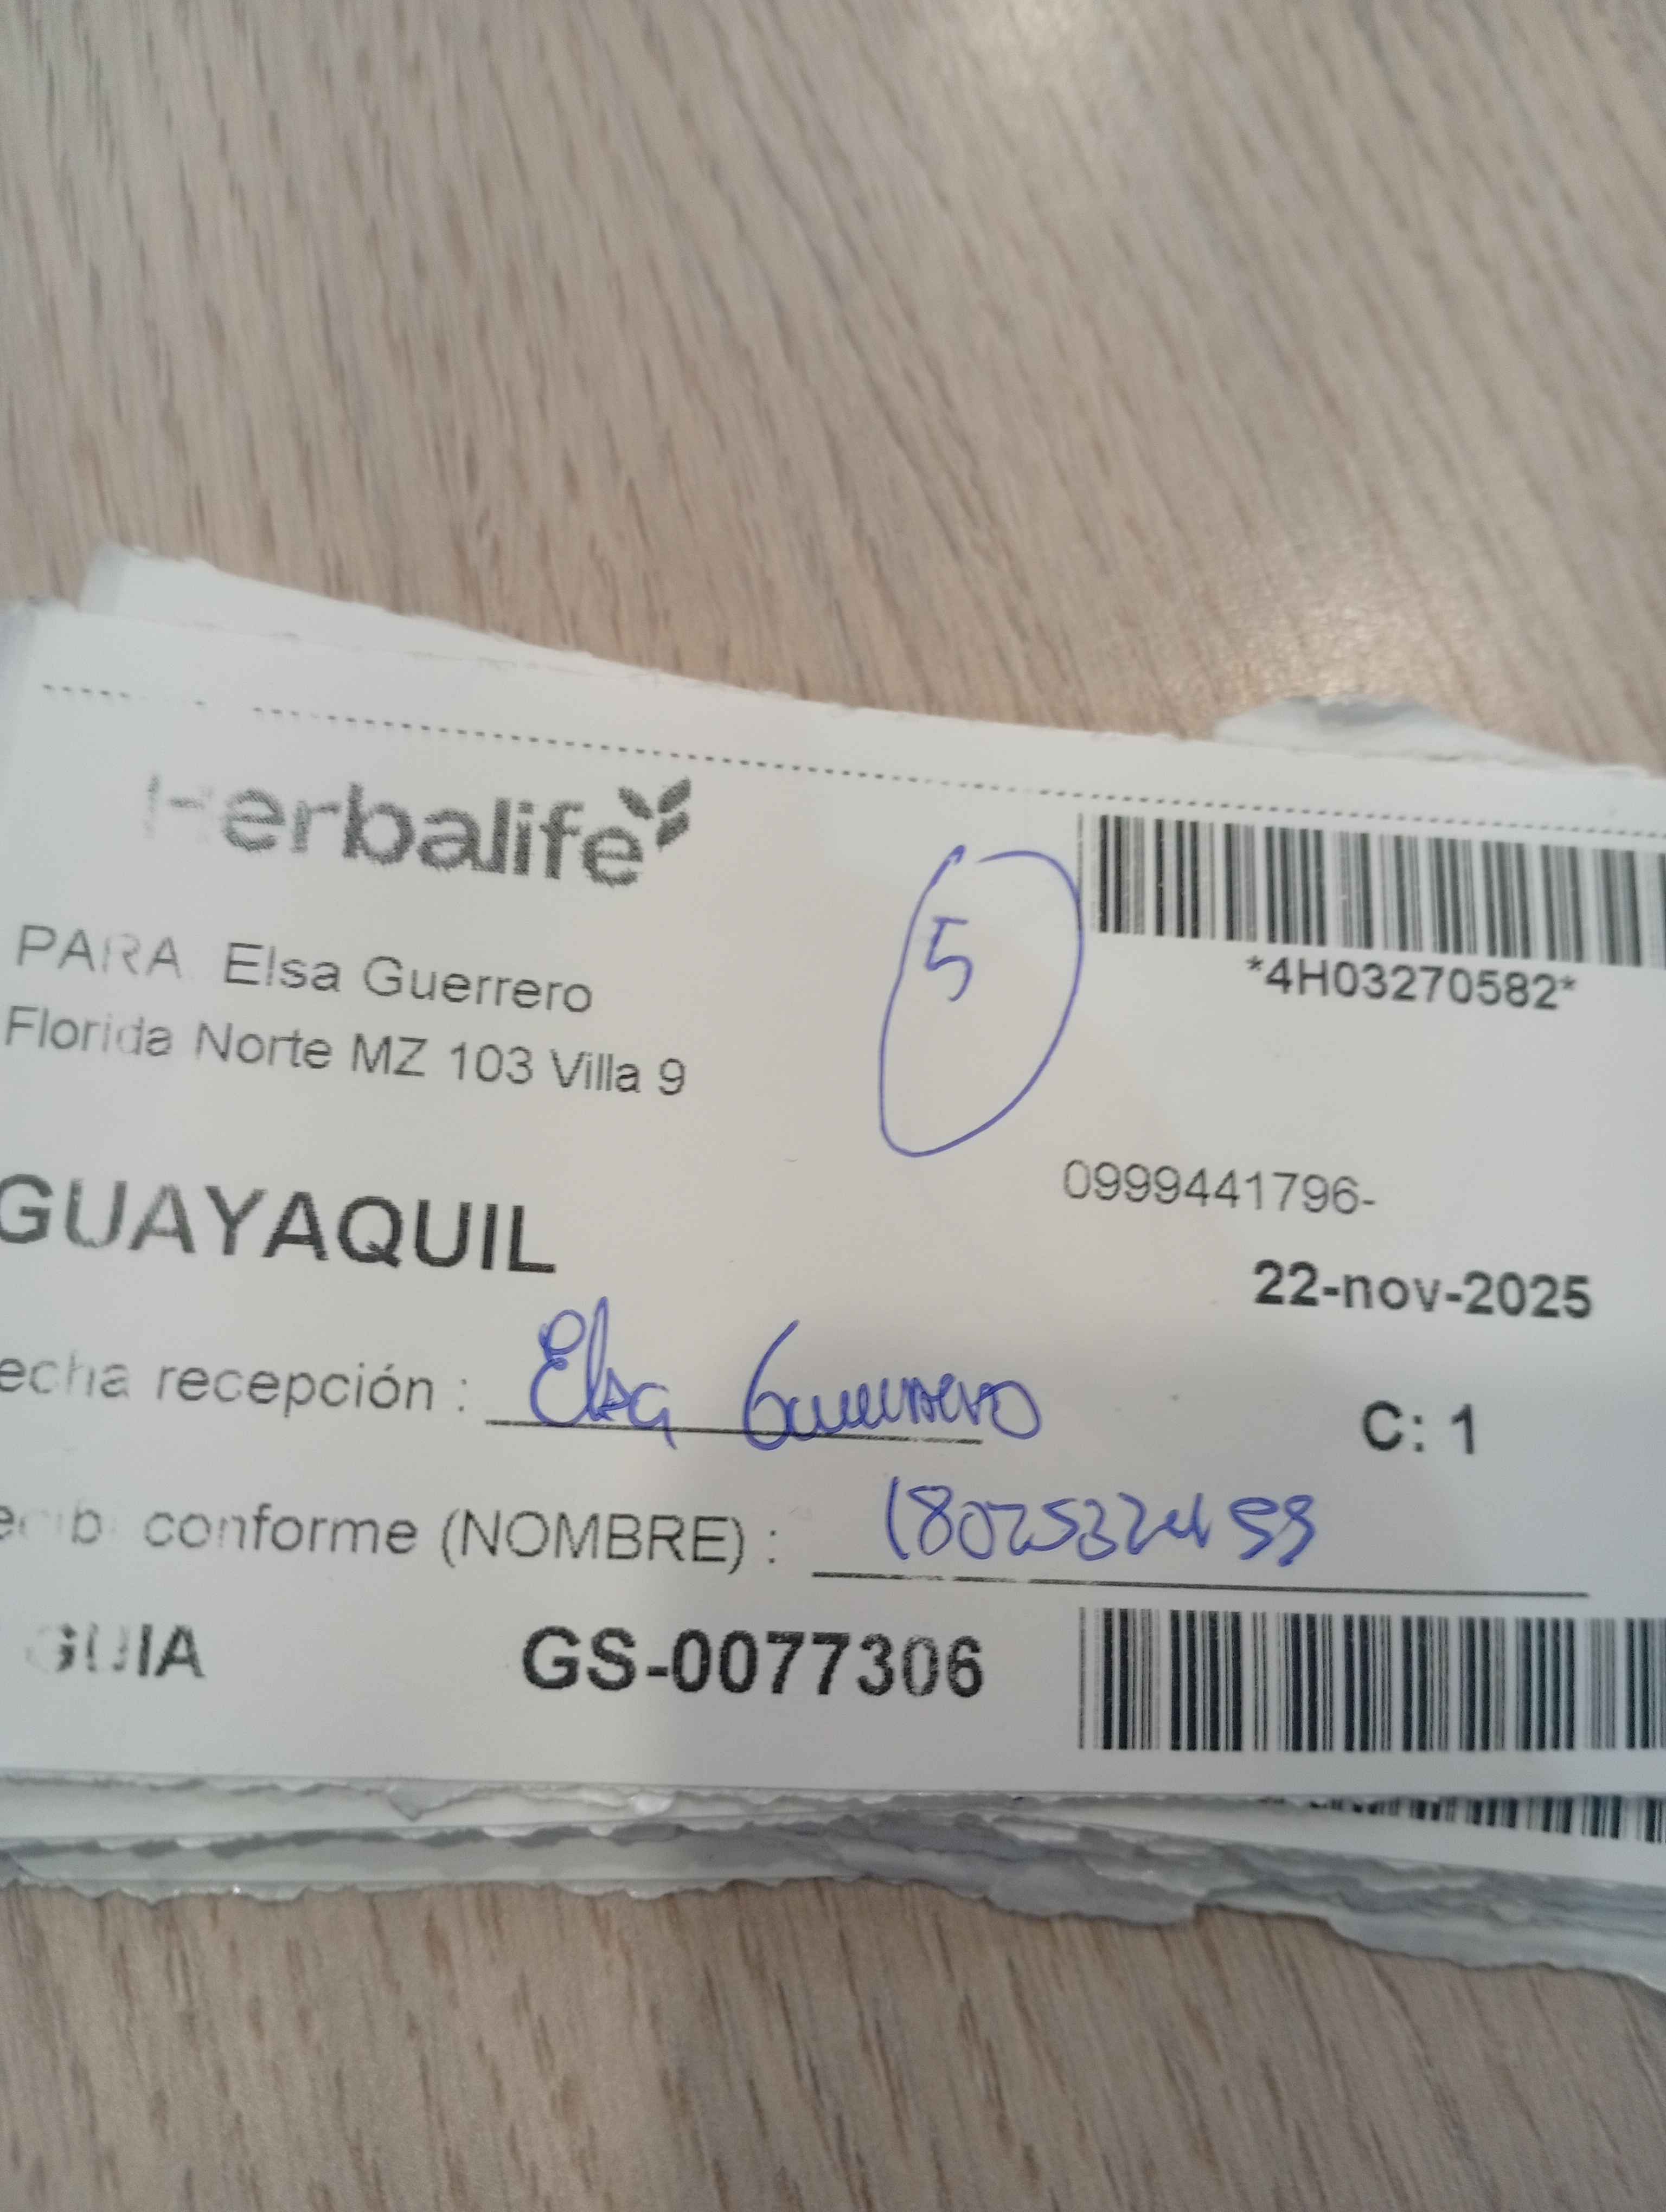 Herbalife
5
*4H03270582*
PARA Elsa Guerrero
Florida Norte MZ 103 Villa 9
0999441796-
GUAYAQUIL
22-nov-2025
echa recepción : Elsa Guerrero
C: 1
conforme (NOMBRE) :
GUIA GS-0077306